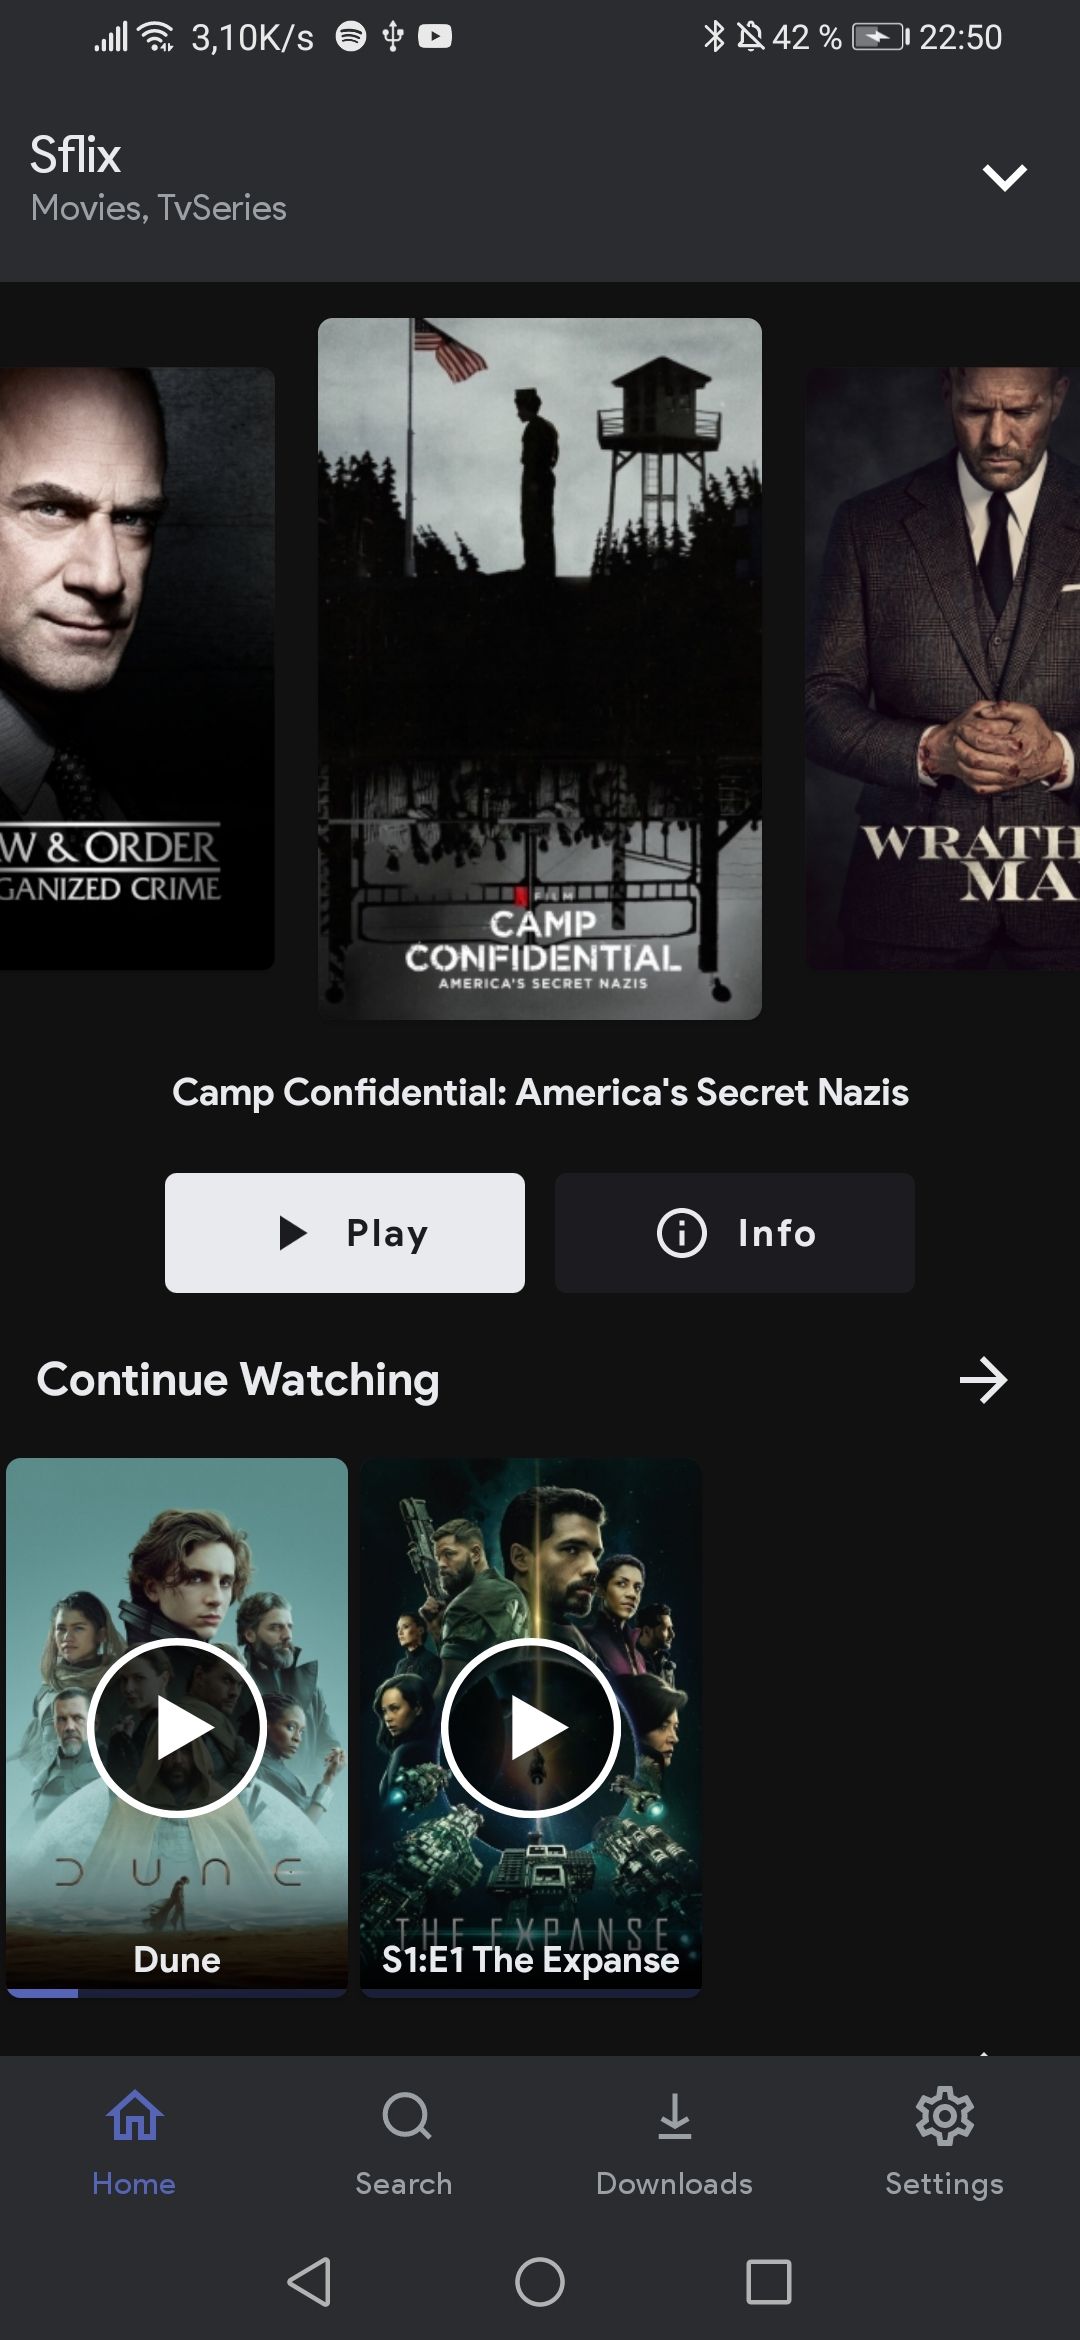 3,10K/s 42 % 22:50
Sflix
Movies, TvSeries
W & ORDER
GANIZED CRIME
FILM
CAMP
CONFIDENTIAL
AMERICA'S SECRET NAZIS
WRATH
MA
Camp Confidential: America's Secret Nazis
Play Info
Continue Watching
DUNE
THE EXPANSE
Dune S1:E1 The Expanse
Home Search Downloads Settings